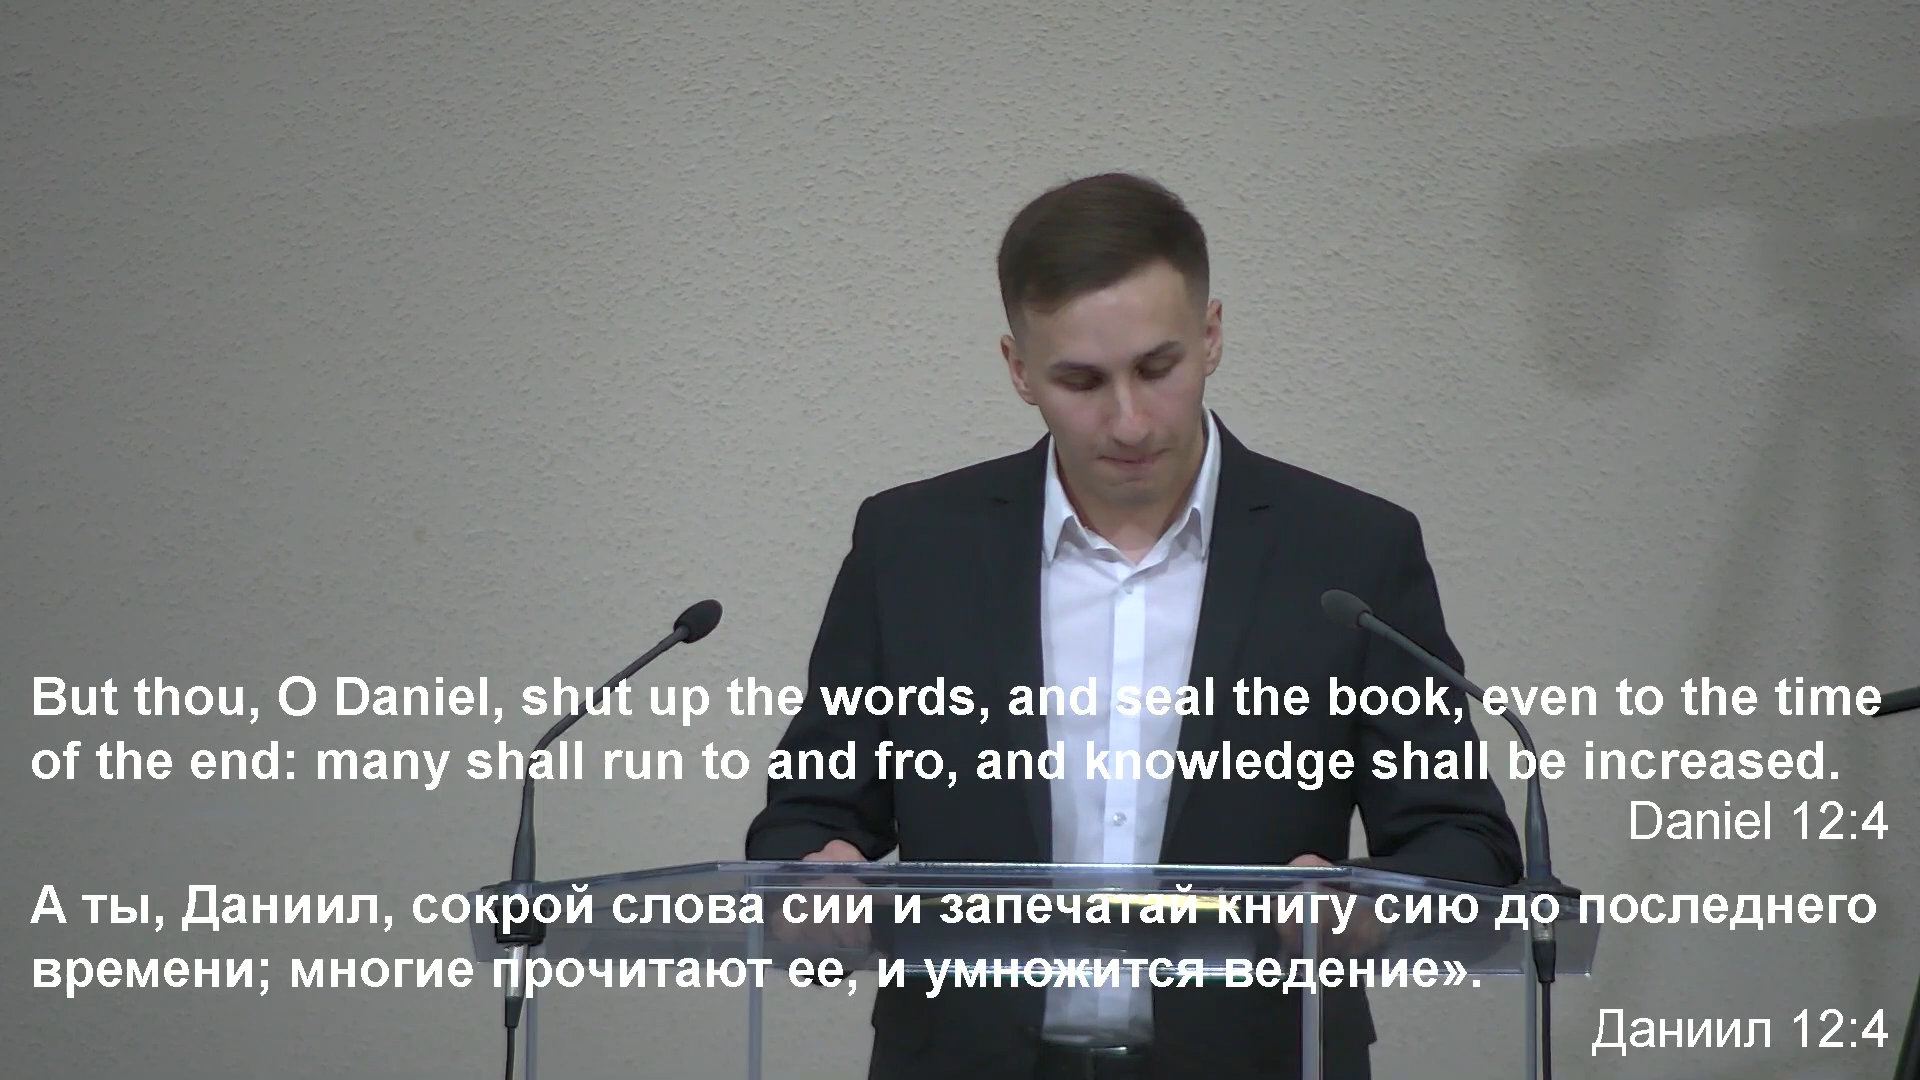 But thou, O Daniel, shut up the words, and seal the book, even to the time
of the end: many shall run to and fro, and knowledge shall be increased.
Daniel 12:4
А ты, Даниил, сокрой слова сии и запечатай книгу сию до последнего
времени; многие прочитают ее, и умножится ведение».
Даниил 12:4